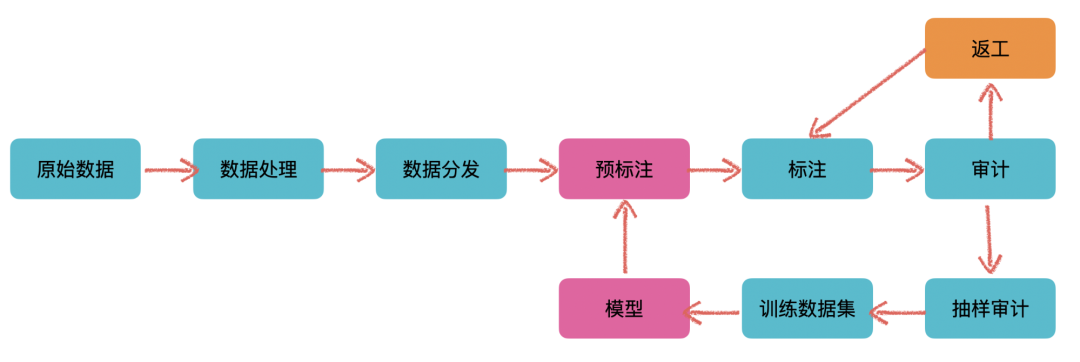 返工
原始数据
数据处理
数据分发
预标注
标注
审计
模型
训练数据集
抽样审计